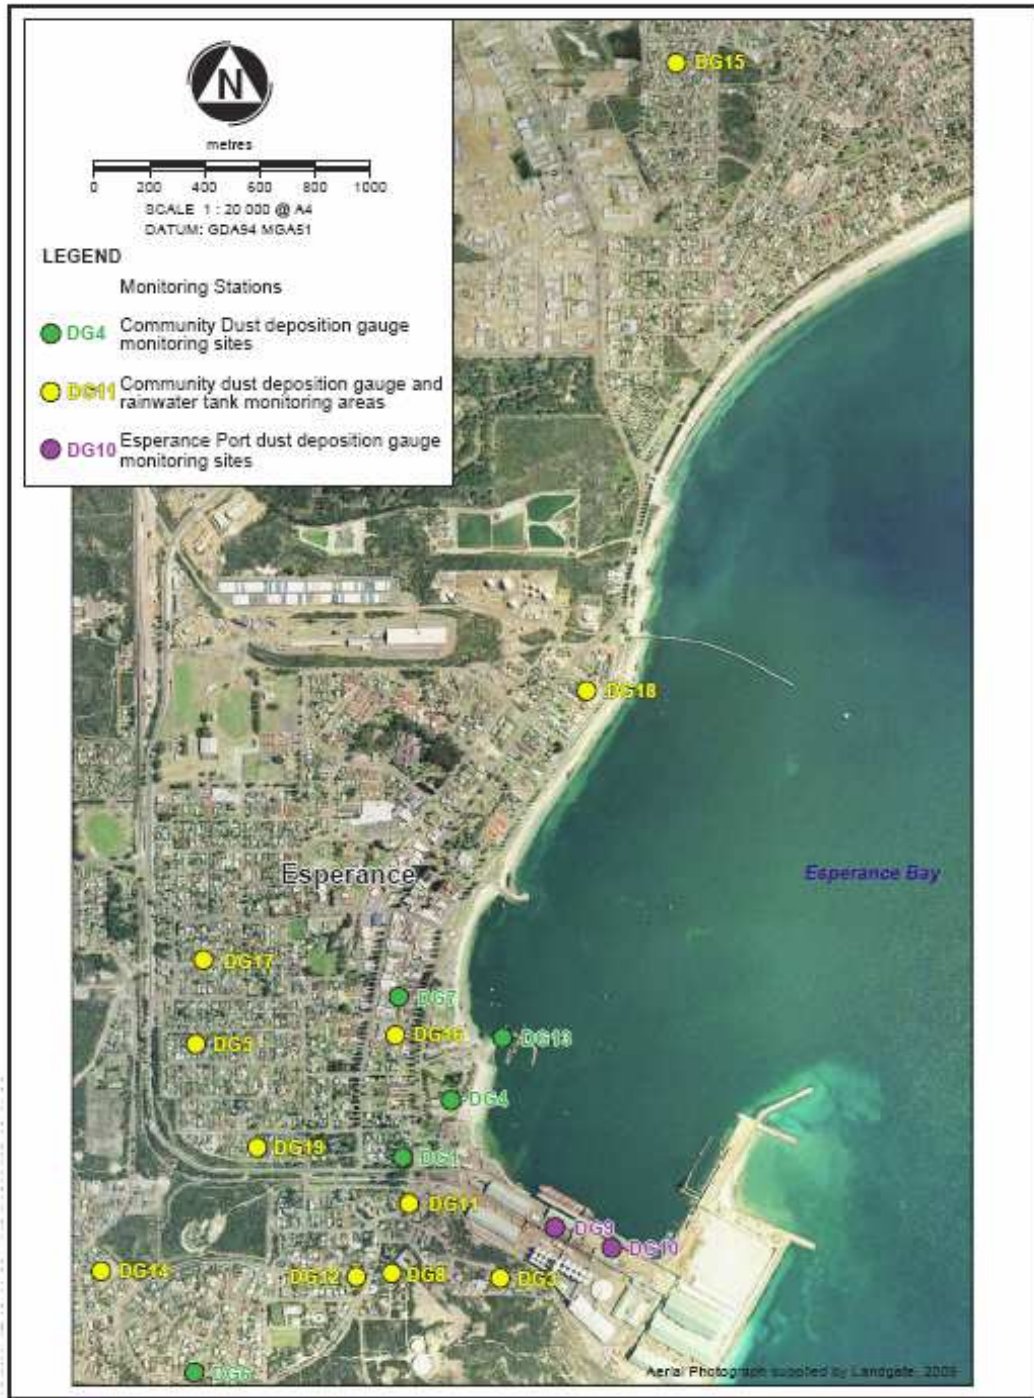 N
metres
0 200 400 600 800 1000
SCALE 1 : 20 000 @ A4
DATUM: GDA94 MGA51
LEGEND
Monitoring Stations
DG4 Community Dust deposition gauge
monitoring sites
DG11 Community dust deposition gauge and
rainwater tank monitoring areas
DG10 Esperance Port dust deposition gauge
monitoring sites
DG15
DG18
Esperance
Esperance Bay
DG17
DG7
DG16
DG5
DG13
DG4
DG19
DG1
DG11
DG9
DG10
DG14
DG12
DG8
DG3
DG6
Aerial Photograph supplied by Landgate, 2009